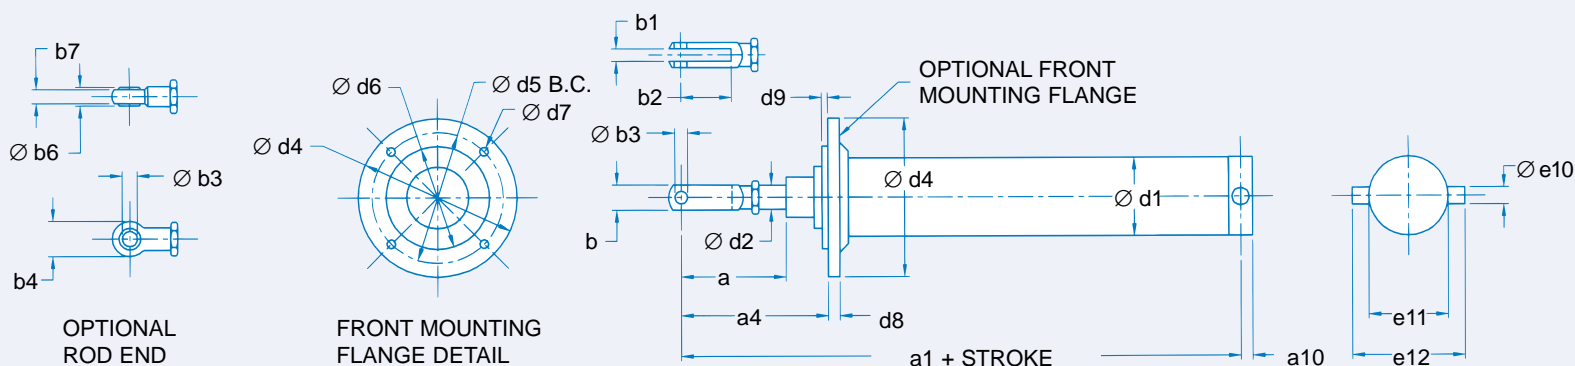 b7
Ø b6
Ø b3
b4
OPTIONAL
ROD END
Ø d6
Ø d5 B.C.
Ø d7
Ø d4
FRONT MOUNTING
FLANGE DETAIL
b1
b2
d9
OPTIONAL FRONT
MOUNTING FLANGE
Ø b3
Ø d4
Ø d1
b
Ø d2
a
a4
d8
a1 + STROKE
a10
Ø e10
e11
e12